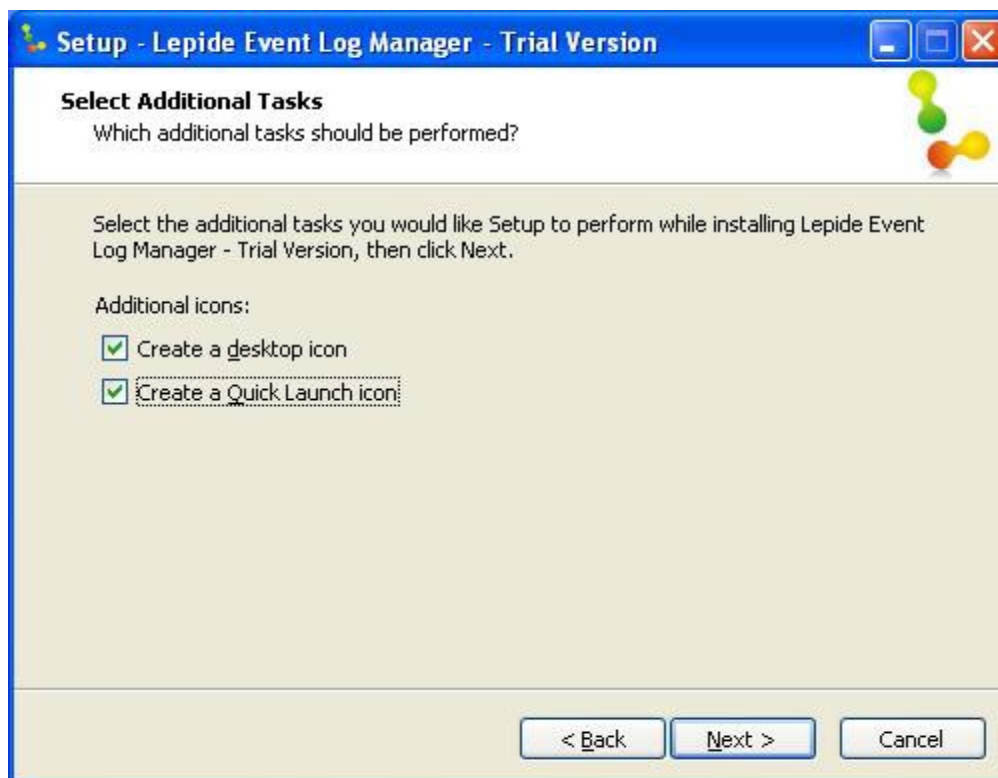 Setup - Lepide Event Log Manager - Trial Version
Select Additional Tasks
Which additional tasks should be performed?
Select the additional tasks you would like Setup to perform while installing Lepide Event
Log Manager - Trial Version, then click Next.
Additional icons:
Create a desktop icon
Create a Quick Launch icon
< Back
Next >
Cancel